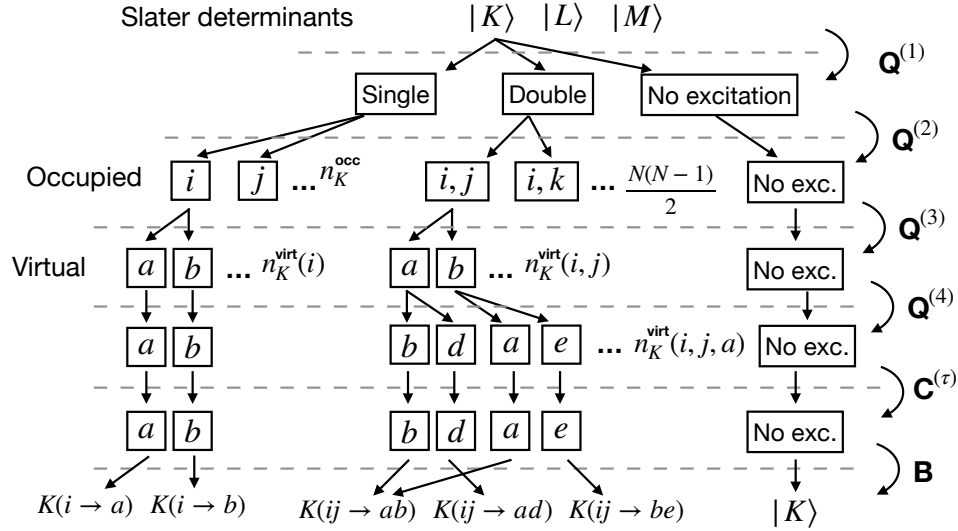 Slater determinants |K⟩ |L⟩ |M⟩
Q^(1)
Single Double No excitation
Q^(2)
Occupied i j ... n_K^occ i, j i, k ... N(N − 1)/2 No exc.
Q^(3)
Virtual a b ... n_K^virt(i) a b ... n_K^virt(i, j) No exc.
Q^(4)
a b b d a e ... n_K^virt(i, j, a) No exc.
C^(τ)
a b b d a e No exc.
B
K(i → a) K(i → b) K(ij → ab) K(ij → ad) K(ij → be) |K⟩